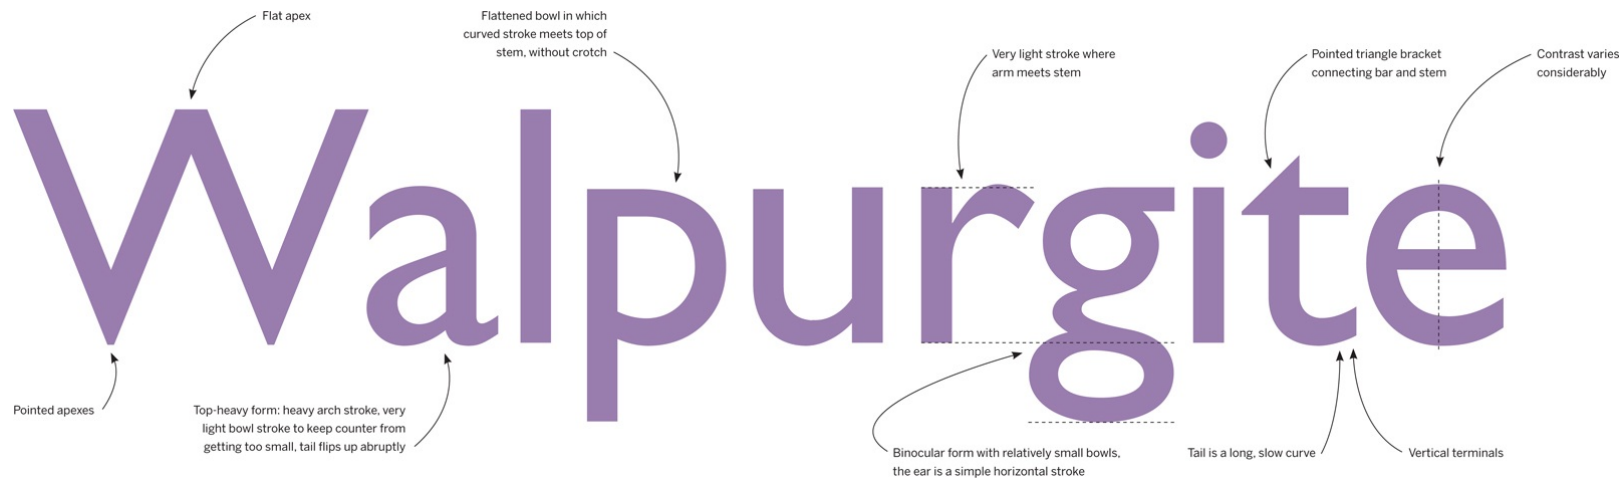 Flat apex
Flattened bowl in which
curved stroke meets top of
stem, without crotch
Very light stroke where
arm meets stem
Pointed triangle bracket
connecting bar and stem
Contrast varies
considerably
Walpurgite
Pointed apexes
Top-heavy form: heavy arch stroke, very
light bowl stroke to keep counter from
getting too small, tail flips up abruptly
Binocular form with relatively small bowls,
the ear is a simple horizontal stroke
Tail is a long, slow curve
Vertical terminals